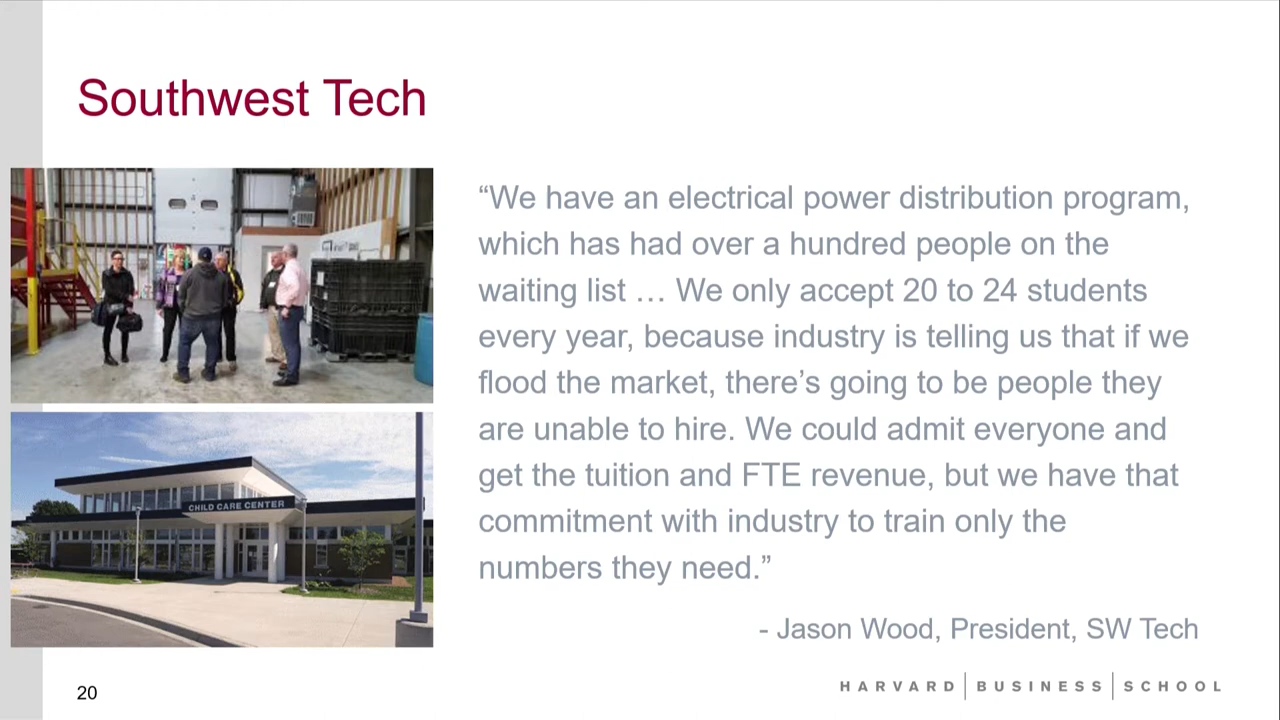 Southwest Tech
“We have an electrical power distribution program,
which has had over a hundred people on the
waiting list … We only accept 20 to 24 students
every year, because industry is telling us that if we
flood the market, there’s going to be people they
are unable to hire. We could admit everyone and
get the tuition and FTE revenue, but we have that
commitment with industry to train only the
numbers they need.”
- Jason Wood, President, SW Tech
CHILD CARE CENTER
20
HARVARD | BUSINESS | SCHOOL